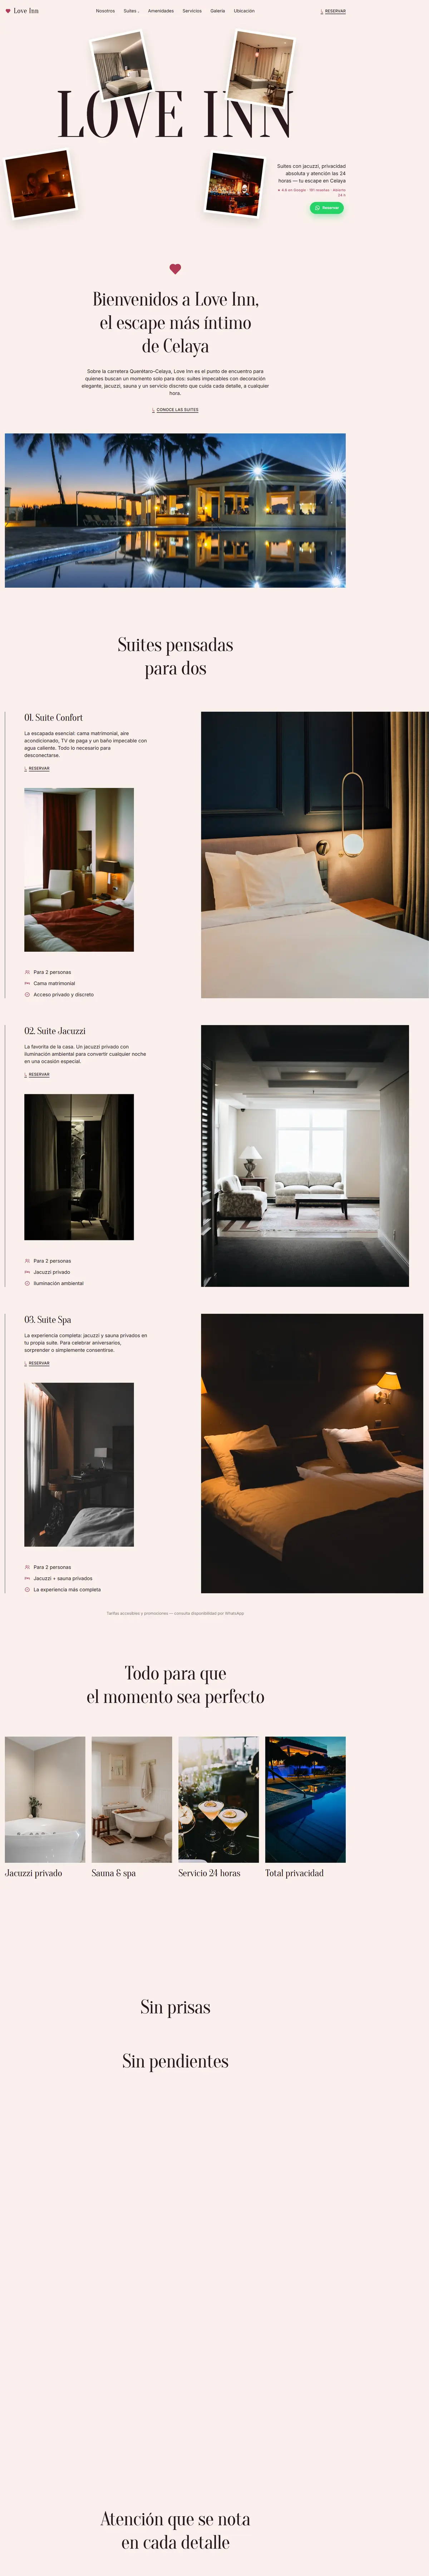 Love Inn
Nosotros
Suites
Amenidades
Servicios
Galería
Ubicación
RESERVAR
LOVE INN
Suites con jacuzzi, privacidad
absoluta y atención las 24
horas — tu escape en Celaya
Reservar
Bienvenidos a Love Inn,
el escape más íntimo
de Celaya
Sobre la carretera Querétaro–Celaya, Love Inn es el punto de encuentro para
quienes buscan un momento solo para dos: suites impecables con decoración
elegante, jacuzzi, sauna y un servicio discreto que cuida cada detalle, a cualquier
hora.
CONOCE LAS SUITES
Suites pensadas
para dos
01. Suite Confort
La escapada esencial: cama matrimonial, aire
acondicionado, TV de paga y un baño impecable con
agua caliente. Todo lo necesario para
desconectarse.
RESERVAR
Para 2 personas
Cama matrimonial
Acceso privado y discreto
02. Suite Jacuzzi
La favorita de la casa. Un jacuzzi privado con
iluminación ambiental para convertir cualquier noche
en una ocasión especial.
RESERVAR
Para 2 personas
Jacuzzi privado
Iluminación ambiental
03. Suite Spa
La experiencia completa: jacuzzi y sauna privados en
tu propia suite. Para celebrar aniversarios,
sorprender o simplemente consentirse.
RESERVAR
Para 2 personas
Jacuzzi + sauna privados
La experiencia más completa
Tarifas accesibles y promociones — consulta disponibilidad por WhatsApp
Todo para que
el momento sea perfecto
Jacuzzi privado
Sauna & spa
Servicio 24 horas
Total privacidad
Sin prisas
Sin pendientes
Atención que se nota
en cada detalle